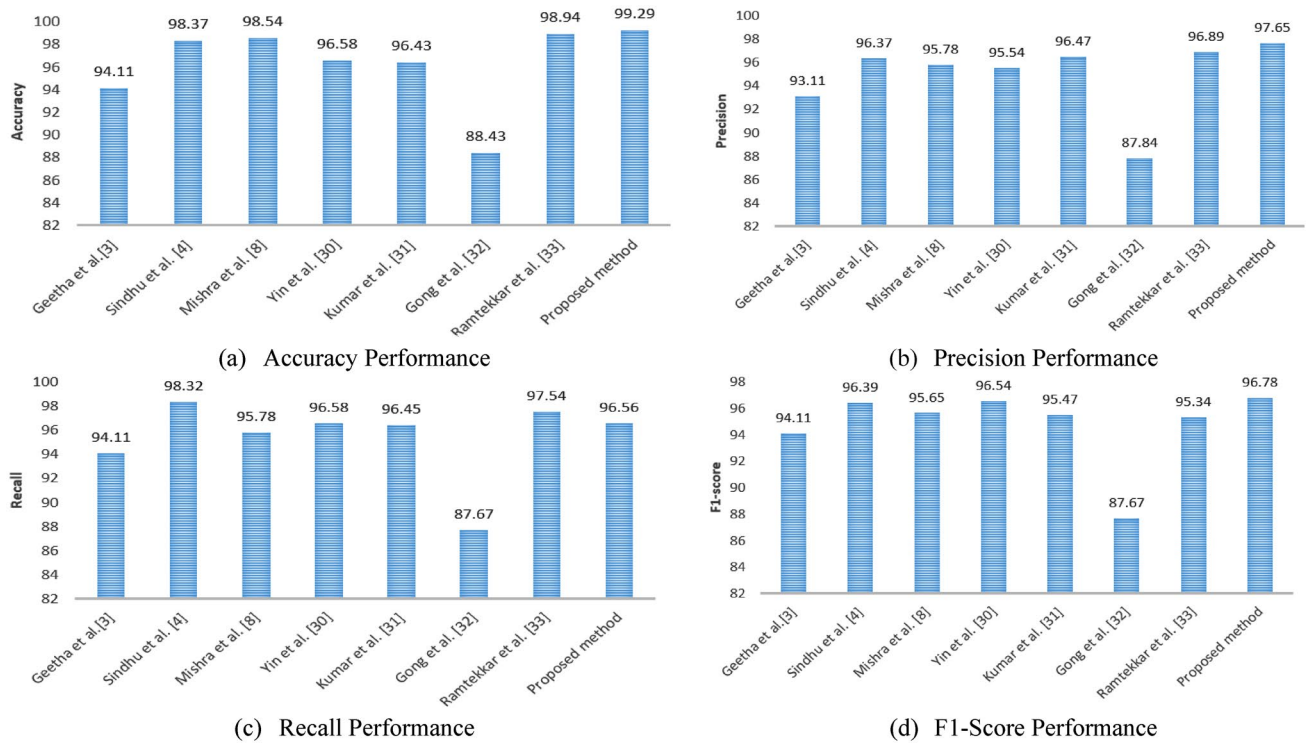 100
98
96
94
92
90
88
86
84
82
Accuracy
94.11
98.37
98.54
96.58
96.43
88.43
98.94
99.29
Geetha et al.[3]
Sindhu et al. [4]
Mishra et al. [8]
Yin et al. [30]
Kumar et al. [31]
Gong et al. [32]
Ramtekkar et al. [33]
Proposed method
(a) Accuracy Performance
100
98
96
94
92
90
88
86
84
82
Precision
93.11
96.37
95.78
95.54
96.47
87.84
96.89
97.65
Geetha et al.[3]
Sindhu et al. [4]
Mishra et al. [8]
Yin et al. [30]
Kumar et al. [31]
Gong et al. [32]
Ramtekkar et al. [33]
Proposed method
(b) Precision Performance
100
98
96
94
92
90
88
86
84
82
Recall
94.11
98.32
95.78
96.58
96.45
87.67
97.54
96.56
Geetha et al.[3]
Sindhu et al. [4]
Mishra et al. [8]
Yin et al. [30]
Kumar et al. [31]
Gong et al. [32]
Ramtekkar et al. [33]
Proposed method
(c) Recall Performance
98
96
94
92
90
88
86
84
82
F1-score
94.11
96.39
95.65
96.54
95.47
87.67
95.34
96.78
Geetha et al.[3]
Sindhu et al. [4]
Mishra et al. [8]
Yin et al. [30]
Kumar et al. [31]
Gong et al. [32]
Ramtekkar et al. [33]
Proposed method
(d) F1-Score Performance